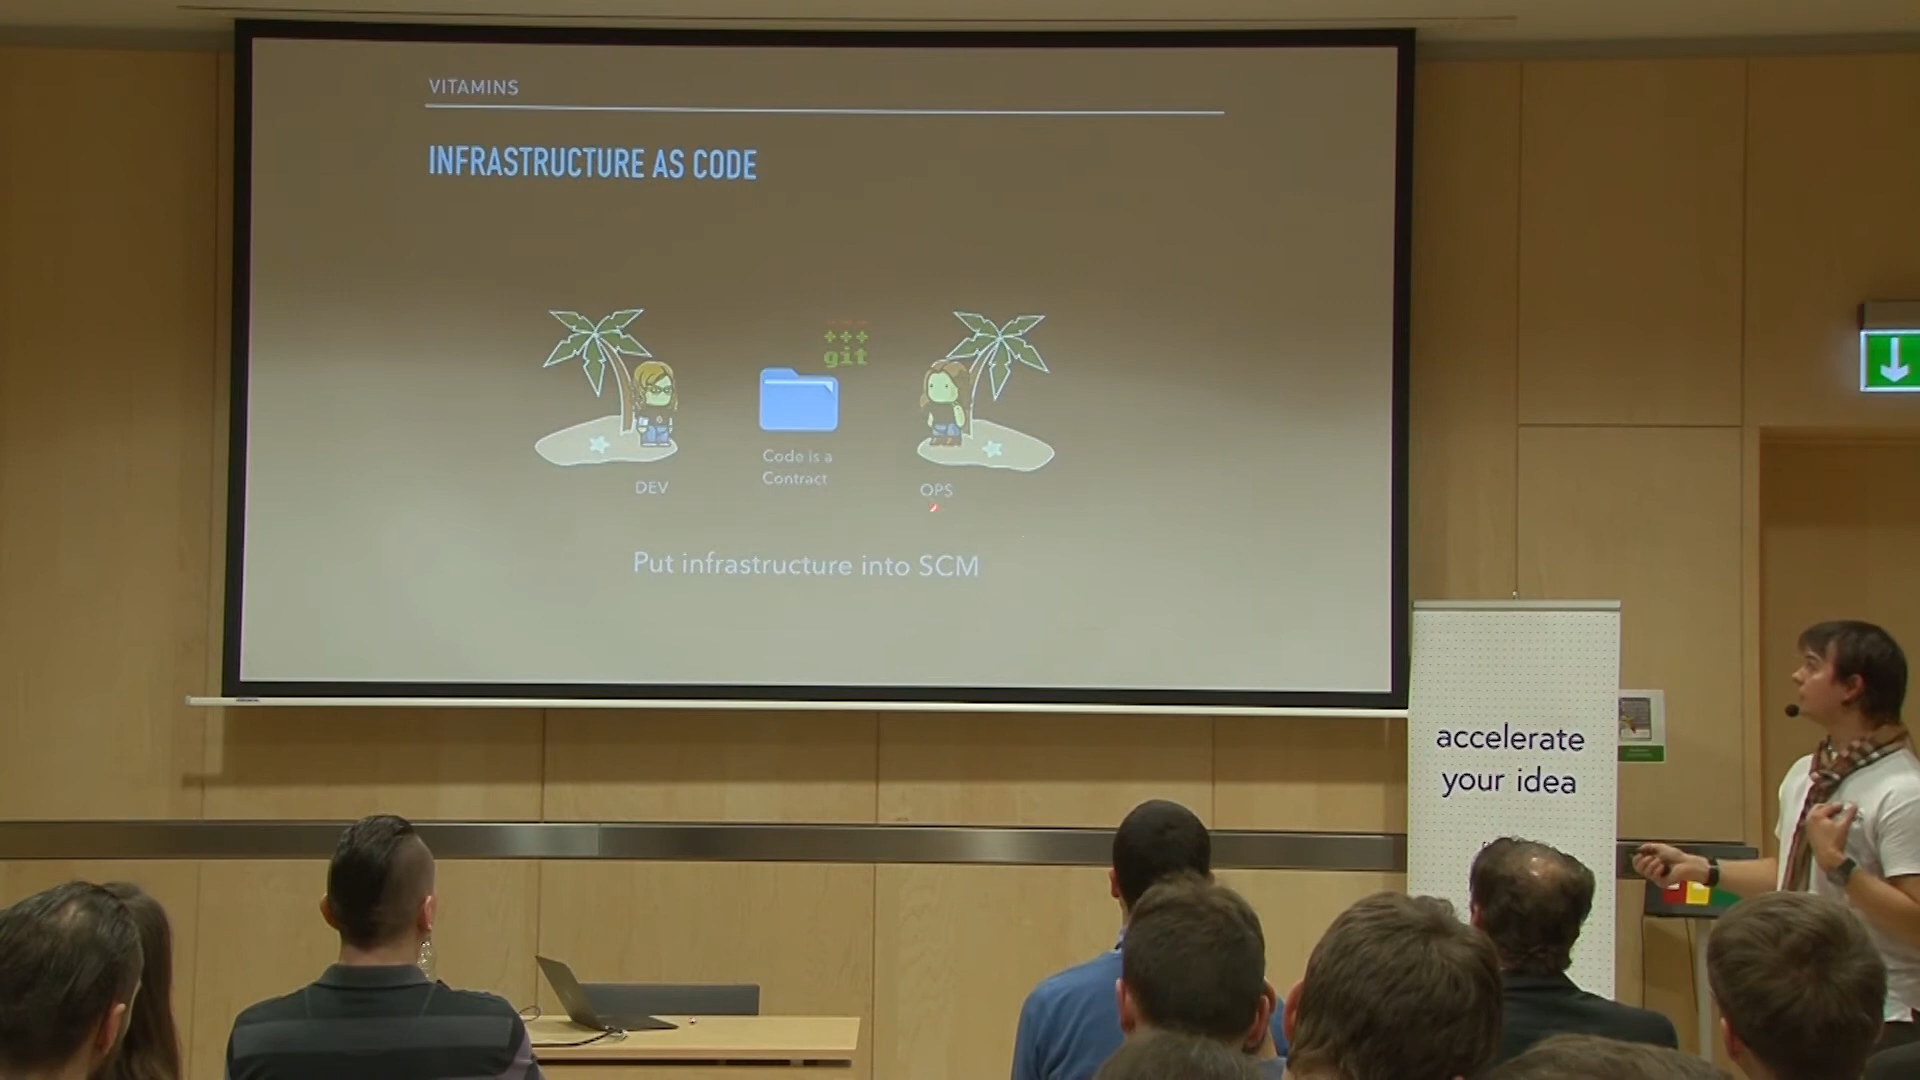 VITAMINS
INFRASTRUCTURE AS CODE
+++
git
Code is a
Contract
DEV
OPS
Put infrastructure into SCM
accelerate
your idea